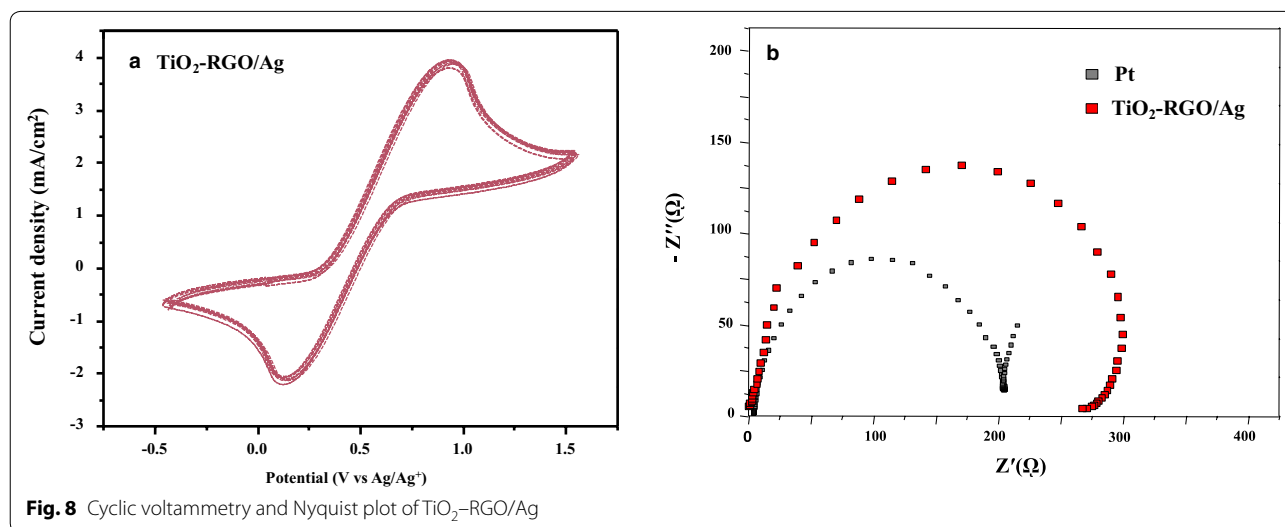 a TiO₂-RGO/Ag
Current density (mA/cm²)
4
3
2
1
0
-1
-2
-3
-0.5 0.0 0.5 1.0 1.5
Potential (V vs Ag/Ag⁺)
b
Pt
TiO₂-RGO/Ag
- Z″(Ω)
200
150
100
50
0
0 100 200 300 400
Z′(Ω)
Fig. 8 Cyclic voltammetry and Nyquist plot of TiO₂–RGO/Ag